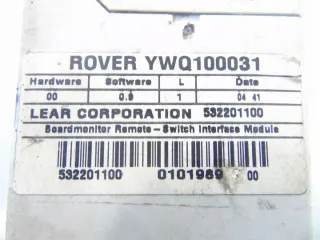 ROVER YWQ100031
Hardware Software L Date
00 0.9 1 04 41
LEAR CORPORATION 532201100
Boardmonitor Remote-Switch Interface Module
532201100 0101989 00